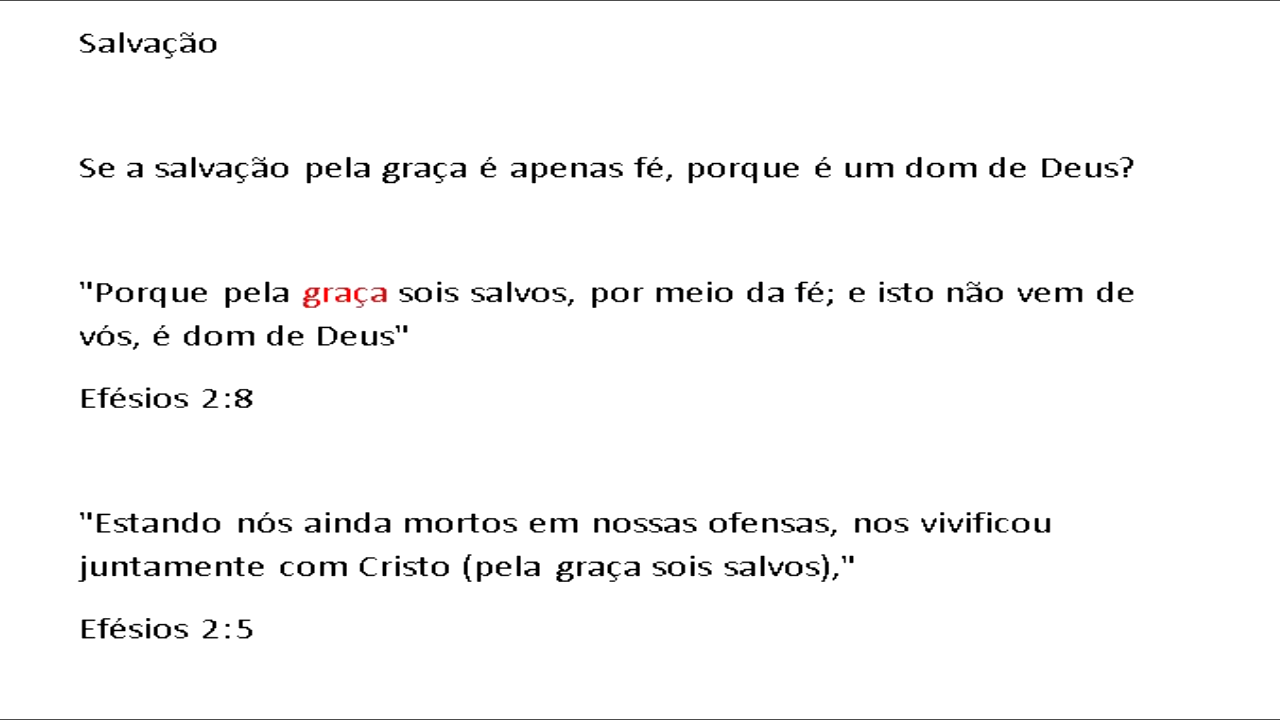 Salvação
Se a salvação pela graça é apenas fé, porque é um dom de Deus?
"Porque pela graça sois salvos, por meio da fé; e isto não vem de
vós, é dom de Deus"
Efésios 2:8
"Estando nós ainda mortos em nossas ofensas, nos vivificou
juntamente com Cristo (pela graça sois salvos),"
Efésios 2:5